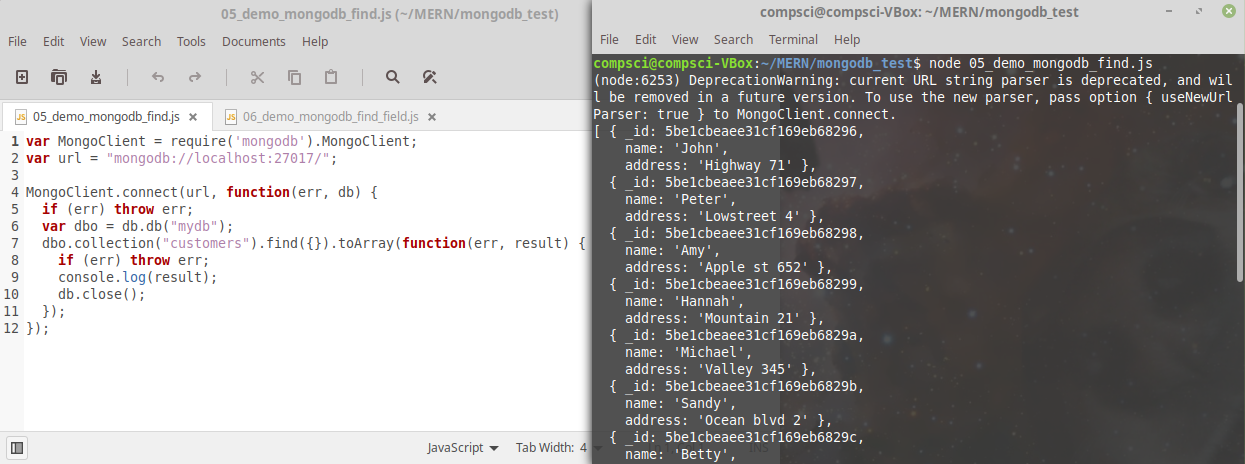 05_demo_mongodb_find.js (~/MERN/mongodb_test)
File Edit View Search Tools Documents Help
05_demo_mongodb_find.js
06_demo_mongodb_find_field.js
1 var MongoClient = require('mongodb').MongoClient;
2 var url = "mongodb://localhost:27017/";
3
4 MongoClient.connect(url, function(err, db) {
5   if (err) throw err;
6   var dbo = db.db("mydb");
7   dbo.collection("customers").find({}).toArray(function(err, result) {
8     if (err) throw err;
9     console.log(result);
10     db.close();
11   });
12 });
JavaScript Tab Width: 4
compsci@compsci-VBox: ~/MERN/mongodb_test
File Edit View Search Terminal Help
compsci@compsci-VBox:~/MERN/mongodb_test$ node 05_demo_mongodb_find.js
(node:6253) DeprecationWarning: current URL string parser is deprecated, and wil
l be removed in a future version. To use the new parser, pass option { useNewUrl
Parser: true } to MongoClient.connect.
[ { _id: 5be1cbeaee31cf169eb68296,
    name: 'John',
    address: 'Highway 71' },
  { _id: 5be1cbeaee31cf169eb68297,
    name: 'Peter',
    address: 'Lowstreet 4' },
  { _id: 5be1cbeaee31cf169eb68298,
    name: 'Amy',
    address: 'Apple st 652' },
  { _id: 5be1cbeaee31cf169eb68299,
    name: 'Hannah',
    address: 'Mountain 21' },
  { _id: 5be1cbeaee31cf169eb6829a,
    name: 'Michael',
    address: 'Valley 345' },
  { _id: 5be1cbeaee31cf169eb6829b,
    name: 'Sandy',
    address: 'Ocean blvd 2' },
  { _id: 5be1cbeaee31cf169eb6829c,
    name: 'Betty',
INS